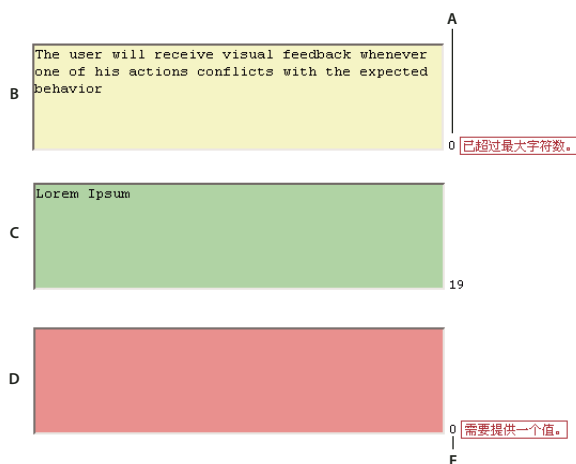 A
B
The user will receive visual feedback whenever
one of his actions conflicts with the expected
behavior
0 已超过最大字符数。
C
Lorem Ipsum
19
D
0 需要提供一个值。
E